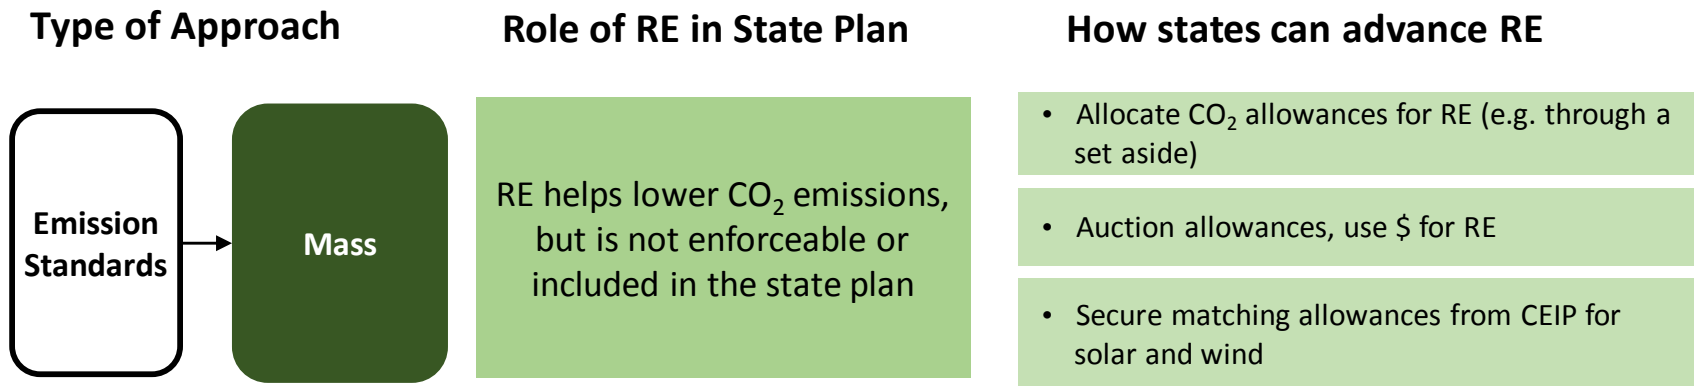 Type of Approach
Role of RE in State Plan
How states can advance RE
Emission
Standards
Mass
RE helps lower CO₂ emissions,
but is not enforceable or
included in the state plan
• Allocate CO₂ allowances for RE (e.g. through a
set aside)
• Auction allowances, use $ for RE
• Secure matching allowances from CEIP for
solar and wind